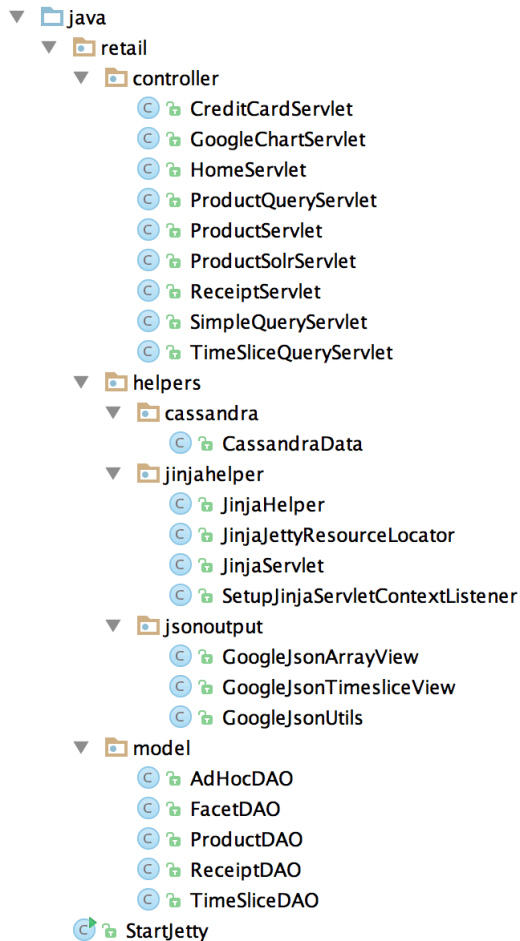 java
retail
controller
CreditCardServlet
GoogleChartServlet
HomeServlet
ProductQueryServlet
ProductServlet
ProductSolrServlet
ReceiptServlet
SimpleQueryServlet
TimeSliceQueryServlet
helpers
cassandra
CassandraData
jinjahelper
JinjaHelper
JinjaJettyResourceLocator
JinjaServlet
SetupJinjaServletContextListener
jsonoutput
GoogleJsonArrayView
GoogleJsonTimesliceView
GoogleJsonUtils
model
AdHocDAO
FacetDAO
ProductDAO
ReceiptDAO
TimeSliceDAO
StartJetty